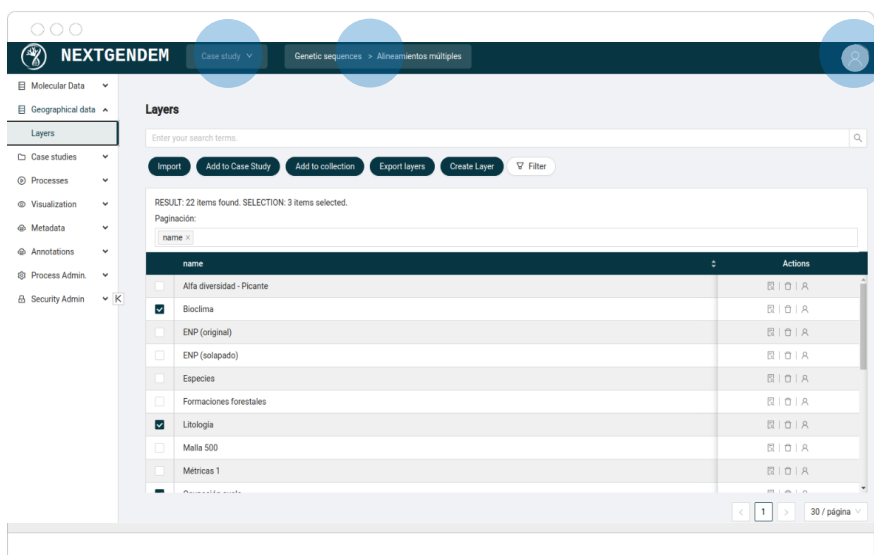 NEXTGENDEM
Case study
Genetic sequences > Alineamientos múltiples
Molecular Data
Geographical data
Layers
Case studies
Processes
Visualization
Metadata
Annotations
Process Admin.
Security Admin
Layers
Enter your search terms.
Import Add to Case Study Add to collection Export layers Create Layer Filter
RESULT: 22 items found. SELECTION: 3 items selected.
Paginación:
name ×
name Actions
Alfa diversidad - Picante
Bioclima
ENP (original)
ENP (solapado)
Especies
Formaciones forestales
Litología
Malla 500
Métricas 1
< 1 > 30 / página